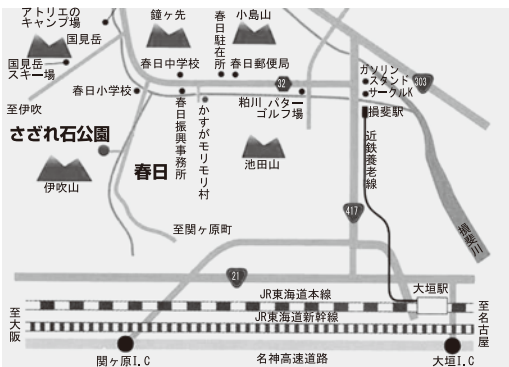 アトリエの
キャンプ場
鐘ヶ先
春日駐在所
小島山
国見岳
国見岳
スキー場
春日中学校
春日郵便局
ガソリン
スタンド
サークルK
303
32
至伊吹
春日小学校
春日振興事務所
かすがモリモリ村
粕川 パター
ゴルフ場
損斐駅
さざれ石公園
春日
伊吹山
池田山
近鉄養老線
417
至関ヶ原町
損斐川
21
大垣駅
JR東海道本線
JR東海道新幹線
至大阪
至名古屋
関ヶ原I.C
名神高速道路
大垣I.C